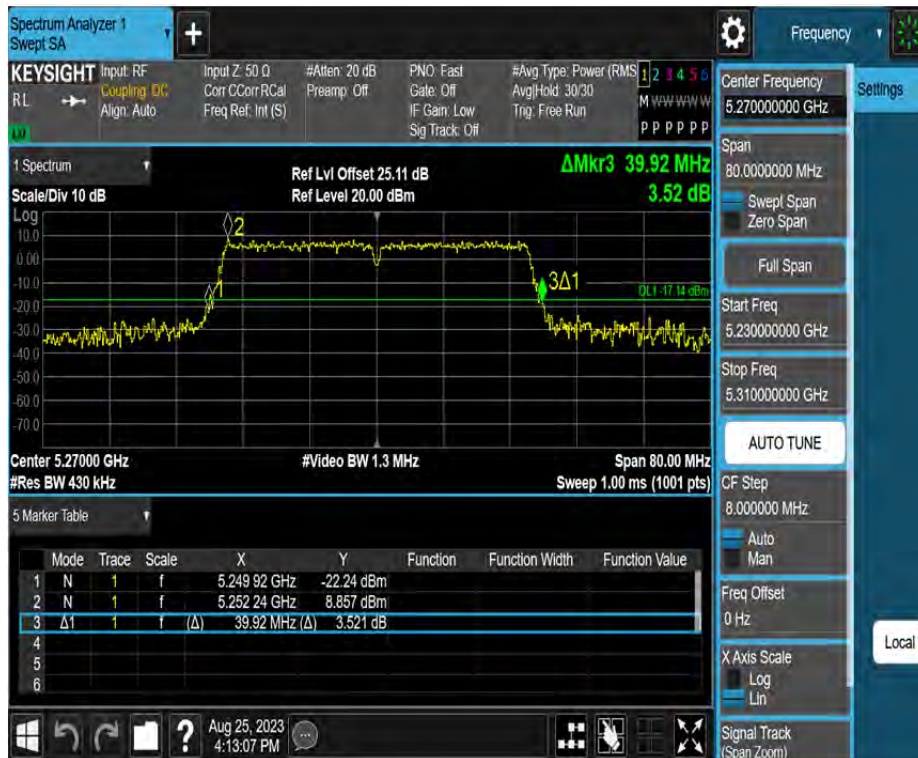 Spectrum Analyzer 1
Swept SA
Frequency
KEYSIGHT
RL
LXI
Input: RF
Coupling: DC
Align: Auto
Input Z: 50 Ω
Corr CCorr RCal
Freq Ref: Int (S)
#Atten: 20 dB
Preamp: Off
PNO: Fast
Gate: Off
IF Gain: Low
Sig Track: Off
#Avg Type: Power (RMS
Avg|Hold: 30/30
Trig: Free Run
1 2 3 4 5 6
M W W W W W
P P P P P P
Center Frequency
5.270000000 GHz
Settings
Span
80.0000000 MHz
Swept Span
Zero Span
Full Span
Start Freq
5.230000000 GHz
Stop Freq
5.310000000 GHz
AUTO TUNE
CF Step
8.000000 MHz
Auto
Man
Freq Offset
0 Hz
X Axis Scale
Log
Lin
Signal Track
(Span Zoom)
Local
1 Spectrum
Scale/Div 10 dB
Ref Lvl Offset 25.11 dB
Ref Level 20.00 dBm
ΔMkr3 39.92 MHz
3.52 dB
Log
10.0
0.00
-10.0
-20.0
-30.0
-40.0
-50.0
-60.0
-70.0
2
1
3Δ1
DL1 -17.14 dBm
Center 5.27000 GHz
#Video BW 1.3 MHz
Span 80.00 MHz
#Res BW 430 kHz
Sweep 1.00 ms (1001 pts)
5 Marker Table
Mode Trace Scale X Y Function Function Width Function Value
1 N 1 f 5.249 92 GHz -22.24 dBm
2 N 1 f 5.252 24 GHz 8.857 dBm
3 Δ1 1 f (Δ) 39.92 MHz (Δ) 3.521 dB
4
5
6
?
Aug 25, 2023
4:13:07 PM